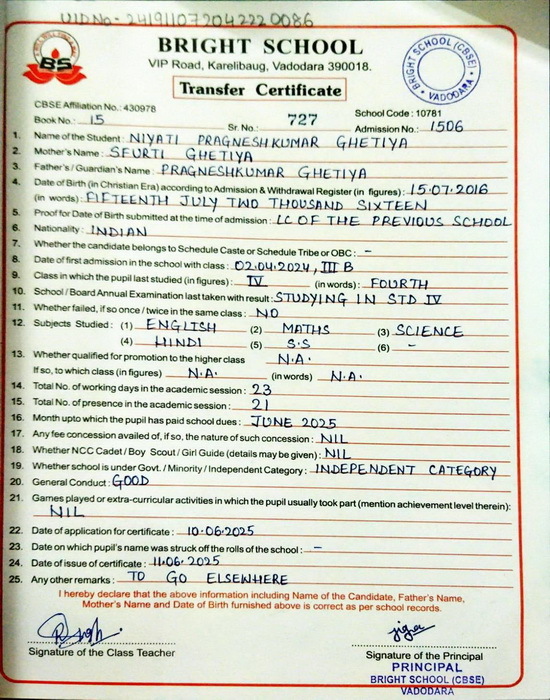 UID No- 241911072042220086
BS
BRIGHT SCHOOL
VIP Road, Karelibaug, Vadodara 390018.
Transfer Certificate
BRIGHT SCHOOL (CBSE)
• VADODARA •
CBSE Affiliation No.: 430978
School Code : 10781
Book No.: 15 Sr. No.: 727 Admission No.: 1506
1. Name of the Student : NIYATI PRAGNESHKUMAR GHETIYA
2. Mother's Name : SFURTI GHETIYA
3. Father's / Guardian's Name : PRAGNESHKUMAR GHETIYA
4. Date of Birth (in Christian Era) according to Admission & Withdrawal Register (in figures) : 15.07.2016
(in words) : FIFTEENTH JULY TWO THOUSAND SIXTEEN
5. Proof for Date of Birth submitted at the time of admission : LC OF THE PREVIOUS SCHOOL
6. Nationality : INDIAN
7. Whether the candidate belongs to Schedule Caste or Schedule Tribe or OBC : -
8. Date of first admission in the school with class : 02.04.2024, III B
9. Class in which the pupil last studied (in figures) : IV (in words) : FOURTH
10. School / Board Annual Examination last taken with result : STUDYING IN STD IV
11. Whether failed, if so once / twice in the same class : NO
12. Subjects Studied : (1) ENGLISH (2) MATHS (3) SCIENCE
(4) HINDI (5) S.S (6) -
13. Whether qualified for promotion to the higher class N.A.
If so, to which class (in figures) N.A. (in words) N.A.
14. Total No. of working days in the academic session : 23
15. Total No. of presence in the academic session : 21
16. Month upto which the pupil has paid school dues : JUNE 2025
17. Any fee concession availed of, if so, the nature of such concession : NIL
18. Whether NCC Cadet / Boy Scout / Girl Guide (details may be given) : NIL
19. Whether school is under Govt. / Minority / Independent Category : INDEPENDENT CATEGORY
20. General Conduct : GOOD
21. Games played or extra-curricular activities in which the pupil usually took part (mention achievement level therein) :
NIL
22. Date of application for certificate : 10.06.2025
23. Date on which pupil's name was struck off the rolls of the school : -
24. Date of issue of certificate : 11.06.2025
25. Any other remarks : TO GO ELSEWHERE
I hereby declare that the above information including Name of the Candidate, Father's Name,
Mother's Name and Date of Birth furnished above is correct as per school records.
Signature of the Class Teacher
Signature of the Principal
PRINCIPAL
BRIGHT SCHOOL (CBSE)
VADODARA